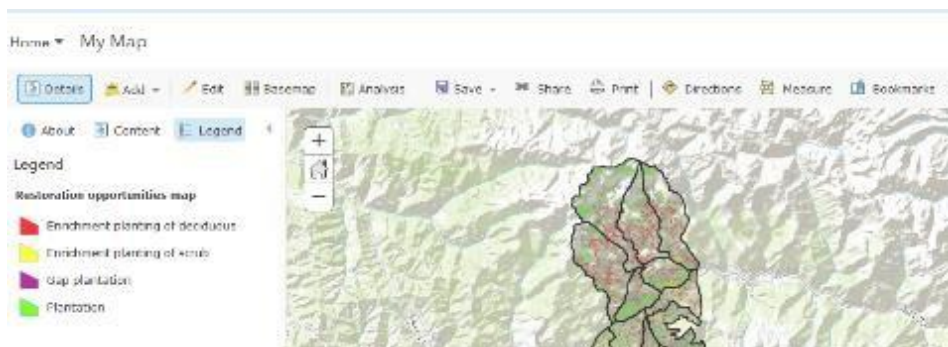 Home My Map
Details Add Edit Basemap Analysis Save Share Print Directions Measure Bookmarks
About Content Legend
Legend
Restoration opportunities map
Enrichment planting of deciduous
Enrichment planting of scrub
Gap plantation
Plantation